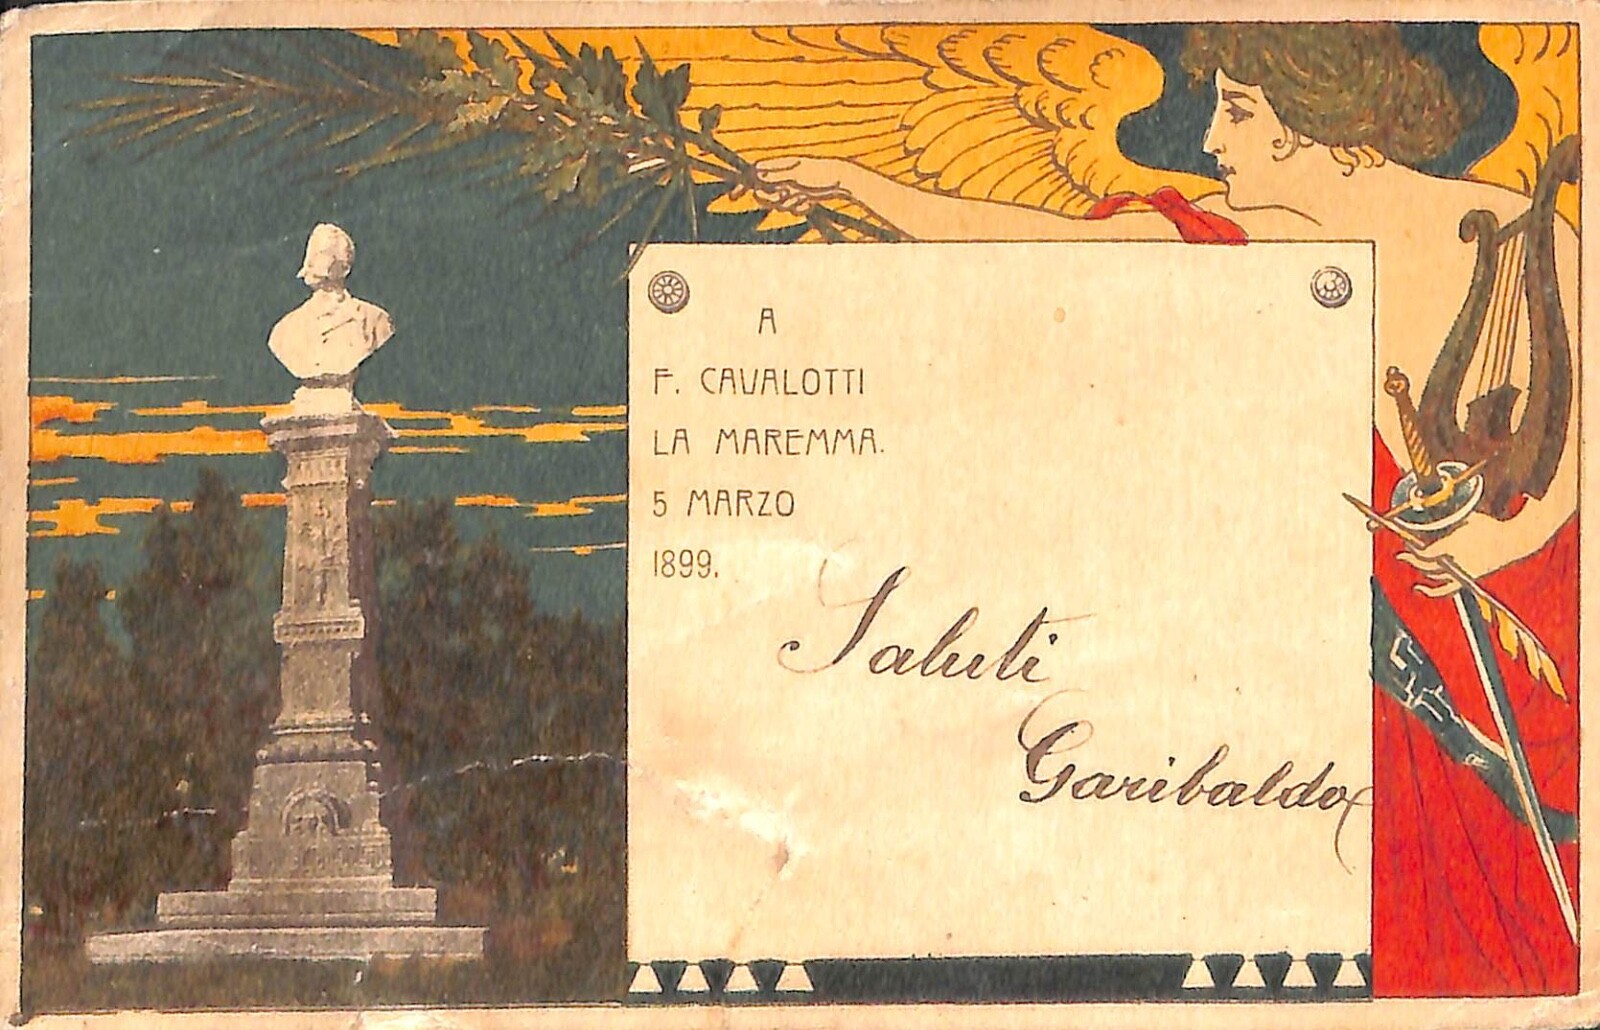 A
F. CAVALOTTI
LA MAREMMA.
5 MARZO
1899.
Saluti
Garibaldo